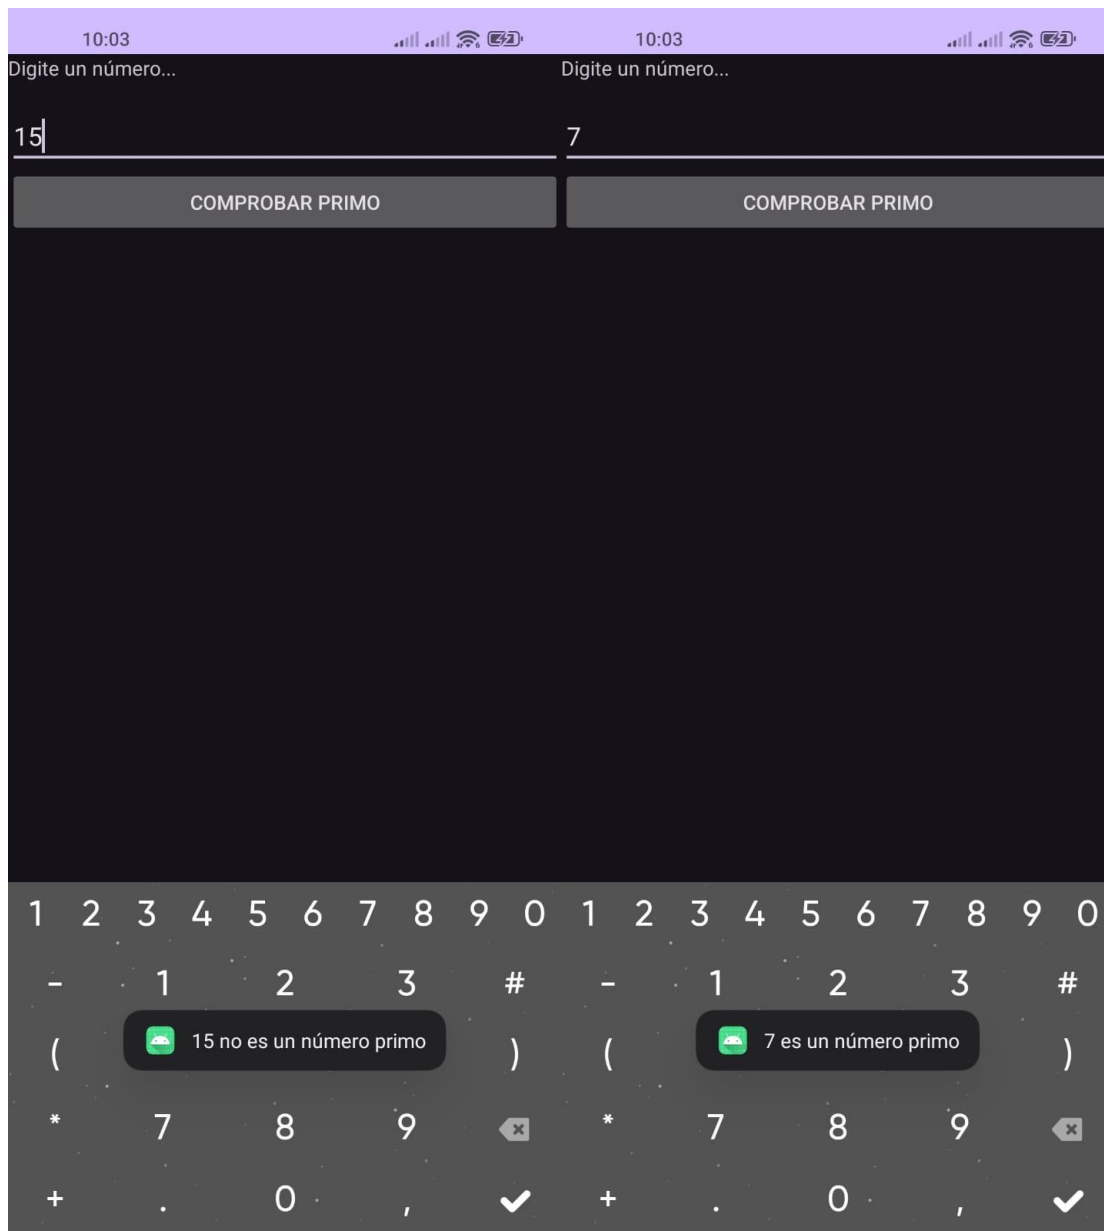 10:03
Digite un número...
15
COMPROBAR PRIMO
1 2 3 4 5 6 7 8 9 0
- 1 2 3 #
( 15 no es un número primo )
* 7 8 9
+ . 0 ,
10:03
Digite un número...
7
COMPROBAR PRIMO
1 2 3 4 5 6 7 8 9 0
- 1 2 3 #
( 7 es un número primo )
* 7 8 9
+ . 0 ,